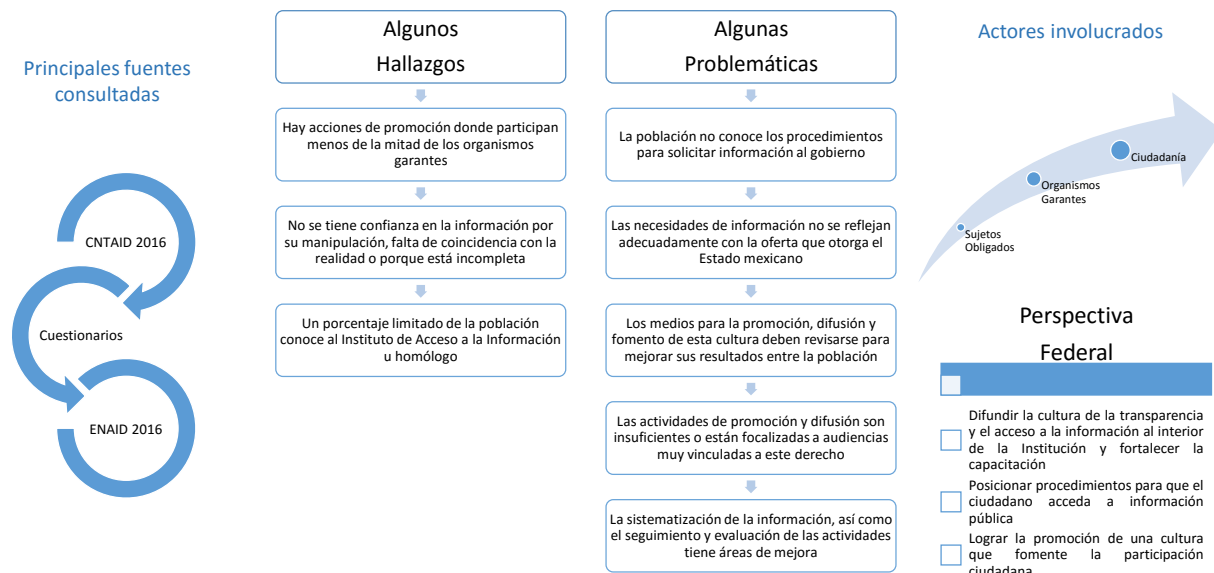 Principales fuentes
consultadas
CNTAID 2016
Cuestionarios
ENAID 2016
Algunos
Hallazgos
Hay acciones de promoción donde participan
menos de la mitad de los organismos
garantes
No se tiene confianza en la información por
su manipulación, falta de coincidencia con la
realidad o porque está incompleta
Un porcentaje limitado de la población
conoce al Instituto de Acceso a la Información
u homólogo
Algunas
Problemáticas
La población no conoce los procedimientos
para solicitar información al gobierno
Las necesidades de información no se reflejan
adecuadamente con la oferta que otorga el
Estado mexicano
Los medios para la promoción, difusión y
fomento de esta cultura deben revisarse para
mejorar sus resultados entre la población
Las actividades de promoción y difusión son
insuficientes o están focalizadas a audiencias
muy vinculadas a este derecho
La sistematización de la información, así como
el seguimiento y evaluación de las actividades
tiene áreas de mejora
Actores involucrados
Ciudadanía
Organismos
Garantes
Sujetos
Obligados
Perspectiva
Federal
Difundir la cultura de la transparencia
y el acceso a la información al interior
de la Institución y fortalecer la
capacitación
Posicionar procedimientos para que el
ciudadano acceda a información
pública
Lograr la promoción de una cultura
que fomente la participación
ciudadana